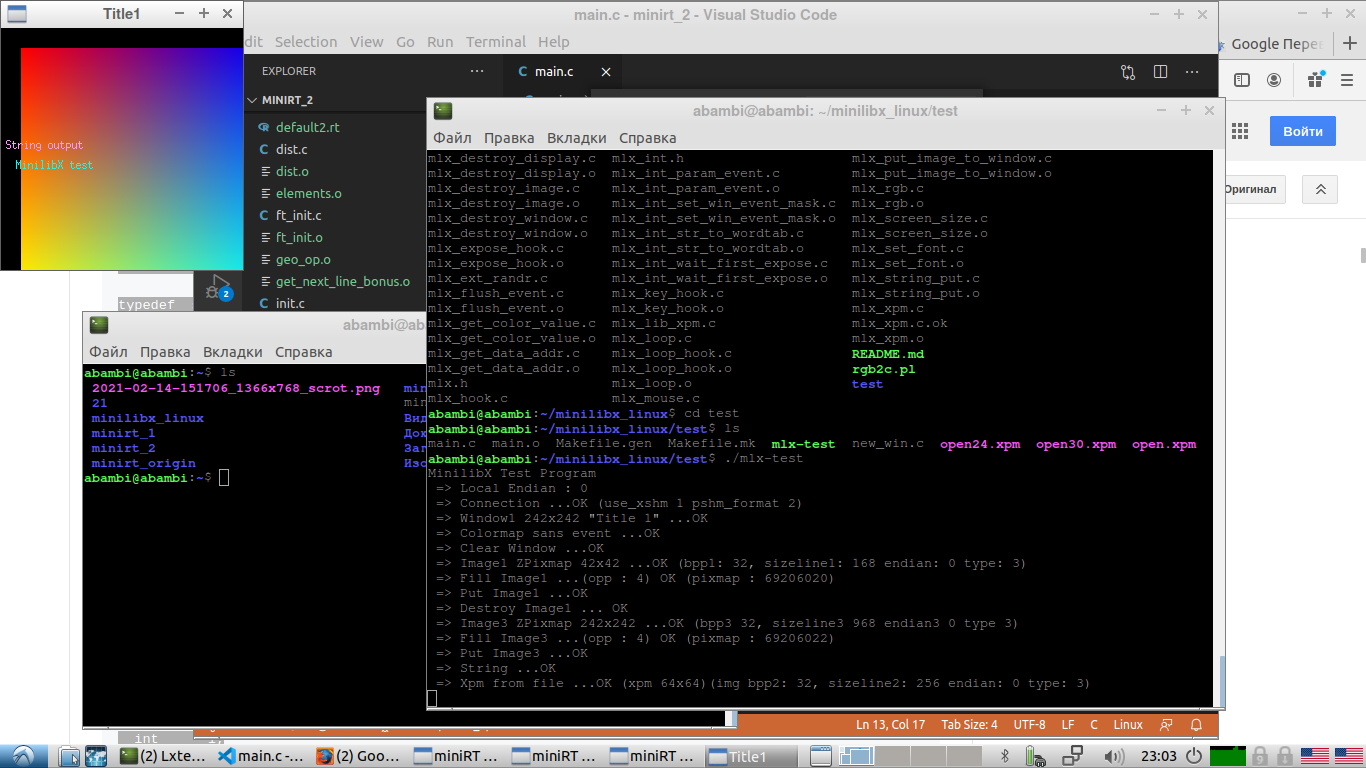 Title1
String output
MinilibX test
main.c - minirt_2 - Visual Studio Code
dit Selection View Go Run Terminal Help
EXPLORER
main.c
MINIRT_2
default2.rt
dist.c
dist.o
elements.o
ft_init.c
ft_init.o
geo_op.o
get_next_line_bonus.o
init.c
2
typedef
Google Пере
Войти
Оригинал
abambi@abambi: ~/minilibx_linux/test
Файл Правка Вкладки Справка
mlx_destroy_display.c mlx_int.h mlx_put_image_to_window.c
mlx_destroy_display.o mlx_int_param_event.c mlx_put_image_to_window.o
mlx_destroy_image.c mlx_int_param_event.o mlx_rgb.c
mlx_destroy_image.o mlx_int_set_win_event_mask.c mlx_rgb.o
mlx_destroy_window.c mlx_int_set_win_event_mask.o mlx_screen_size.c
mlx_destroy_window.o mlx_int_str_to_wordtab.c mlx_screen_size.o
mlx_expose_hook.c mlx_int_str_to_wordtab.o mlx_set_font.c
mlx_expose_hook.o mlx_int_wait_first_expose.c mlx_set_font.o
mlx_ext_randr.c mlx_int_wait_first_expose.o mlx_string_put.c
mlx_flush_event.c mlx_key_hook.c mlx_string_put.o
mlx_flush_event.o mlx_key_hook.o mlx_xpm.c
mlx_get_color_value.c mlx_lib_xpm.c mlx_xpm.c.ok
mlx_get_color_value.o mlx_loop.c mlx_xpm.o
mlx_get_data_addr.c mlx_loop_hook.c README.md
mlx_get_data_addr.o mlx_loop_hook.o rgb2c.pl
mlx.h mlx_loop.o test
mlx_hook.c mlx_mouse.c
abambi@abambi:~/minilibx_linux$ cd test
abambi@abambi:~/minilibx_linux/test$ ls
main.c main.o Makefile.gen Makefile.mk mlx-test new_win.c open24.xpm open30.xpm open.xpm
abambi@abambi:~/minilibx_linux/test$ ./mlx-test
MinilibX Test Program
=> Local Endian : 0
=> Connection ...OK (use_xshm 1 pshm_format 2)
=> Window1 242x242 "Title 1" ...OK
=> Colormap sans event ...OK
=> Clear Window ...OK
=> Image1 ZPixmap 42x42 ...OK (bpp1: 32, sizeline1: 168 endian: 0 type: 3)
=> Fill Image1 ...(opp : 4) OK (pixmap : 69206020)
=> Put Image1 ...OK
=> Destroy Image1 ... OK
=> Image3 ZPixmap 242x242 ...OK (bpp3 32, sizeline3 968 endian3 0 type 3)
=> Fill Image3 ...(opp : 4) OK (pixmap : 69206022)
=> Put Image3 ...OK
=> String ...OK
=> Xpm from file ...OK (xpm 64x64)(img bpp2: 32, sizeline2: 256 endian: 0 type: 3)
abambi@ab
Файл Правка Вкладки Справка
abambi@abambi:~$ ls
2021-02-14-151706_1366x768_scrot.png min
21 min
minilibx_linux Вид
minirt_1 Док
minirt_2 Заг
minirt_origin Изо
abambi@abambi:~$
int
Ln 13, Col 17 Tab Size: 4 UTF-8 LF C Linux
(2) Lxte... main.c -... (2) Goo... miniRT ... miniRT ... miniRT ... Title1 23:03